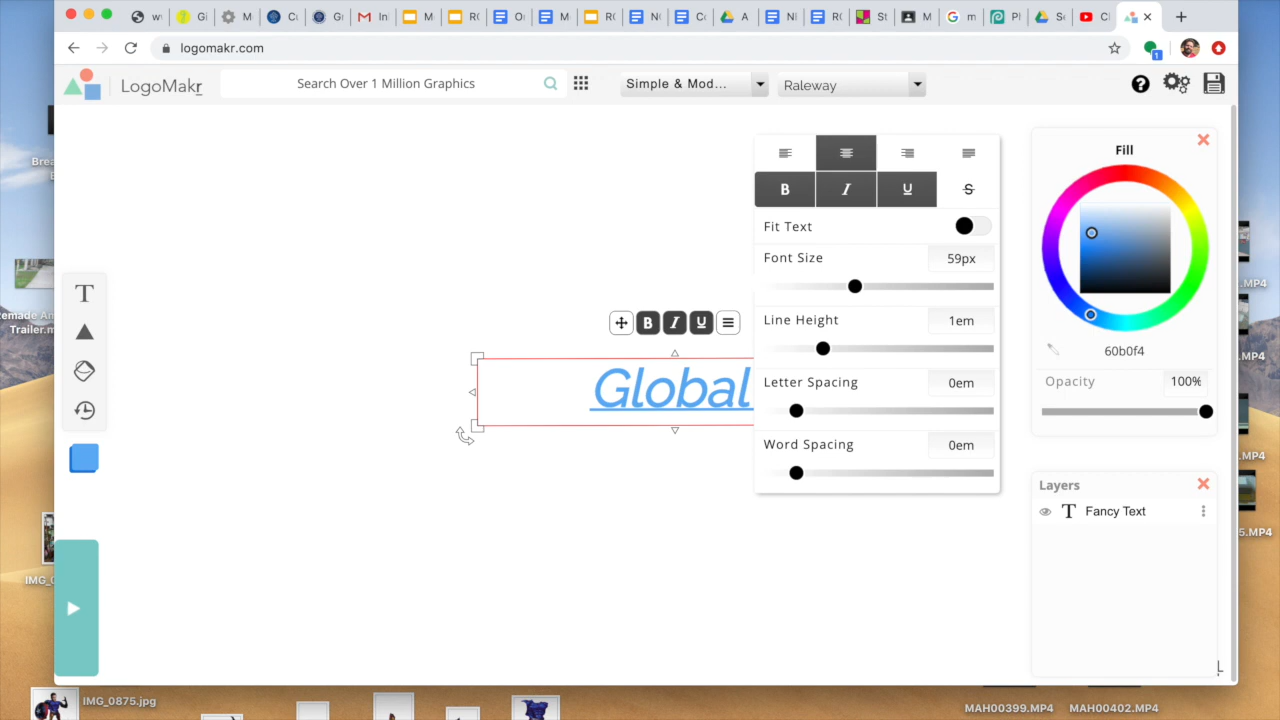 logomakr.com
1
LogoMakr
Search Over 1 Million Graphics
Simple & Mod...
Raleway
B I U S
Fit Text
Font Size 59px
Line Height 1em
Letter Spacing 0em
Word Spacing 0em
Fill
60b0f4
Opacity 100%
B I U
Global
T
Layers
T Fancy Text
IMG_0875.jpg
MAH00399.MP4
MAH00402.MP4